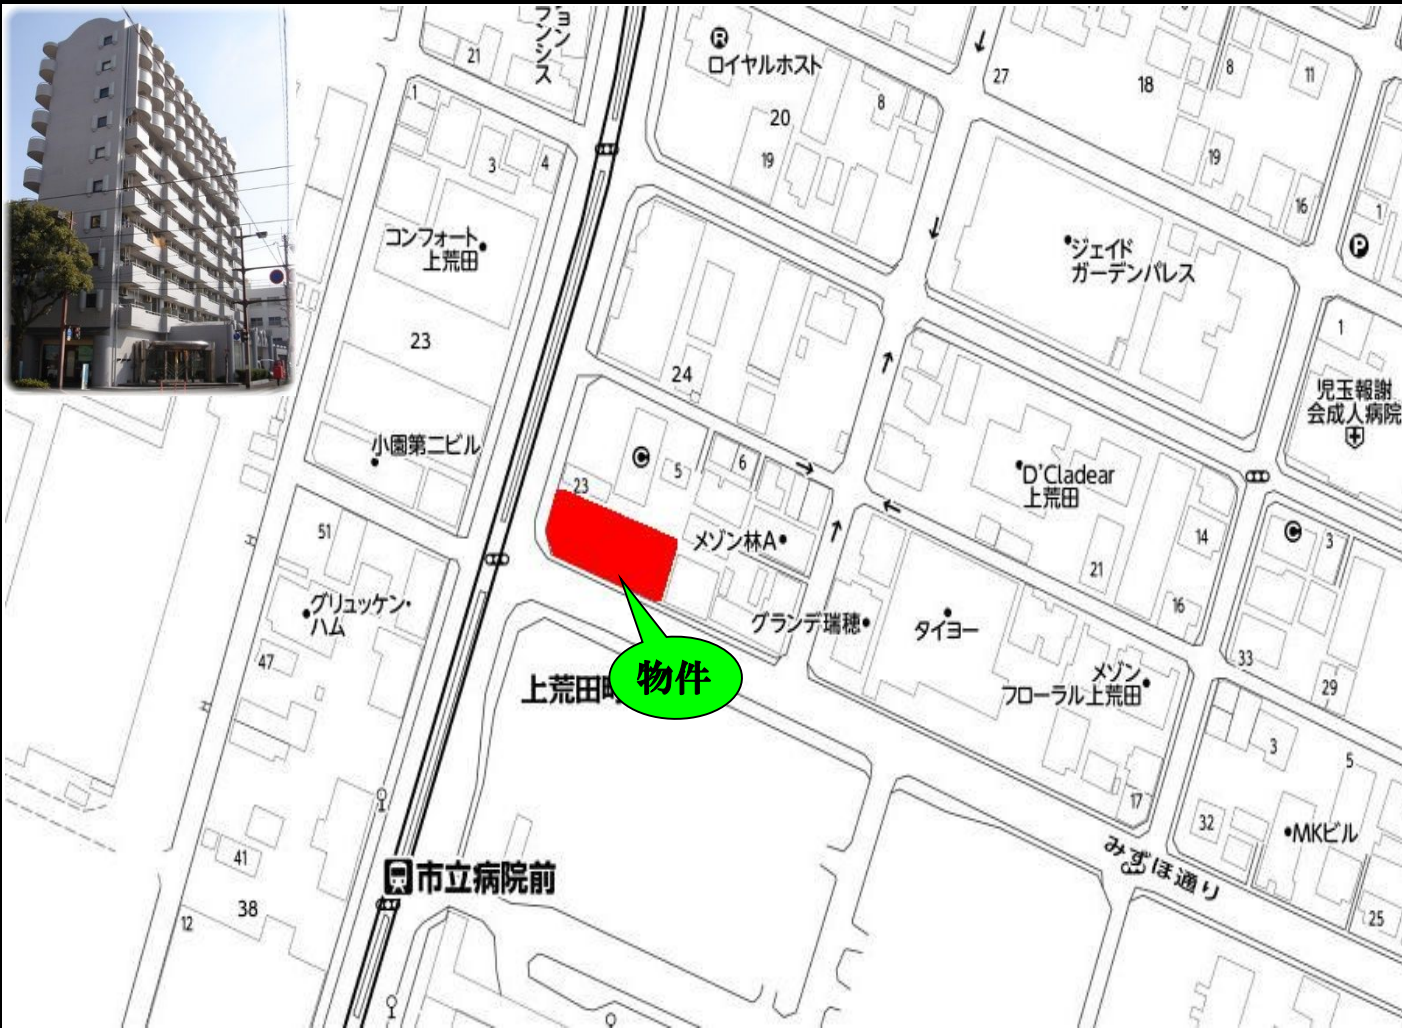 ョン
フンシス
21
R
ロイヤルホスト
20
19
8
27
18
8
11
19
16
1
P
1
3
4
コンフォート
上荒田
23
ジェイド
ガーデンパレス
1
児玉報謝
会成人病院
24
小園第二ビル
C
5
6
23
メゾン林A
D'Cladear
上荒田
14
21
16
C
3
51
グリュッケン・
ハム
47
グランデ瑞穂
タイヨー
メゾン
フローラル上荒田
33
29
上荒田町
物件
17
3
5
32
MKビル
みずほ通り
25
市立病院前
41
38
12